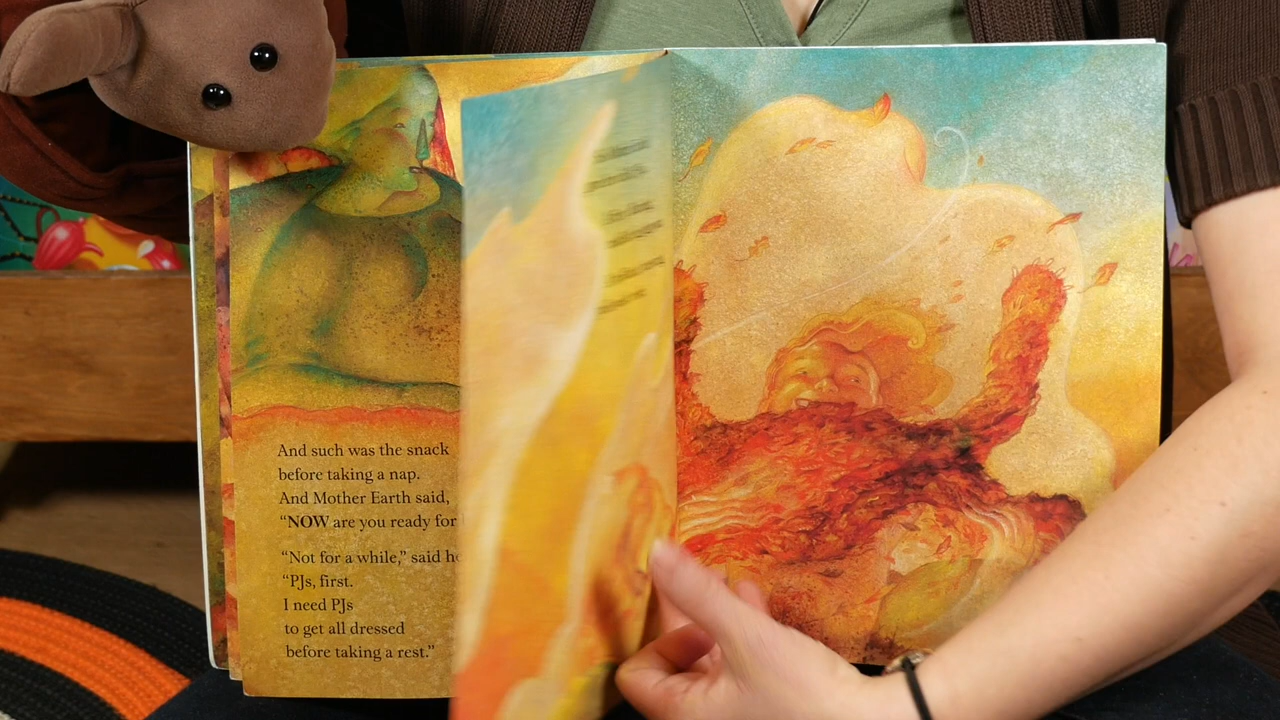 And such was the snack
before taking a nap.
And Mother Earth said,
"NOW are you ready for
"Not for a while," said he
"PJs, first.
I need PJs
to get all dressed
before taking a rest."